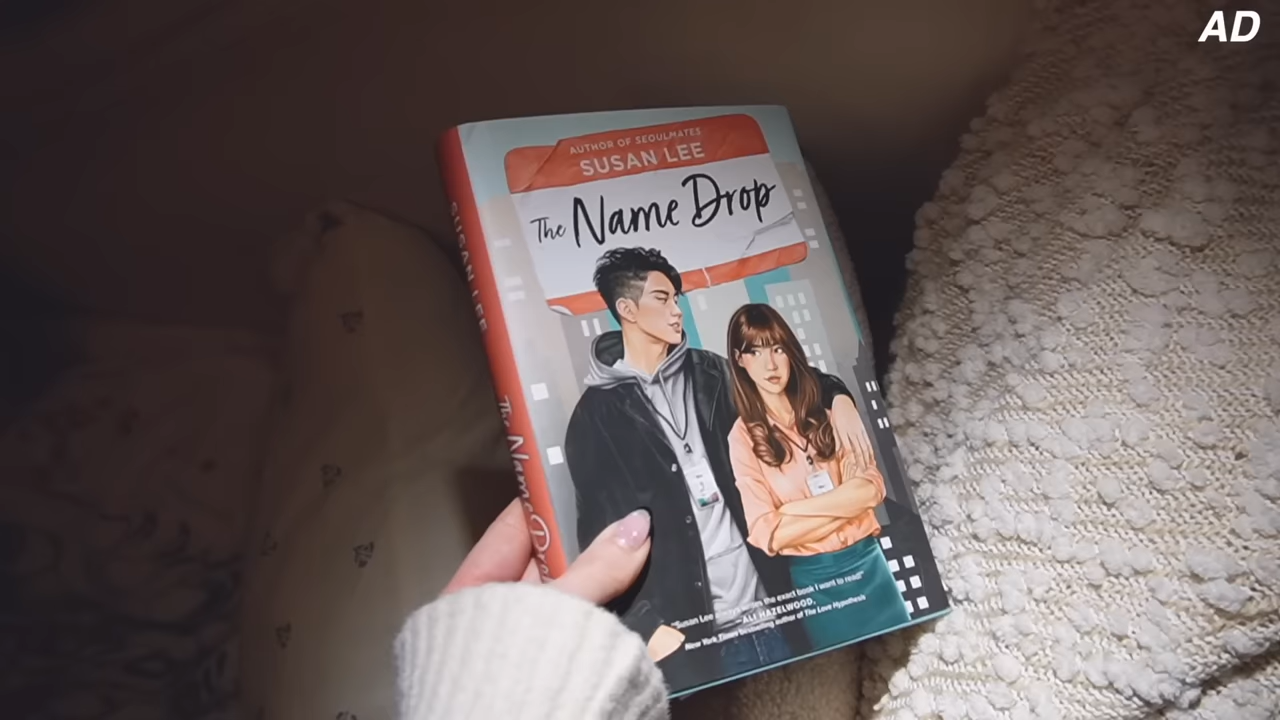 AD
AUTHOR OF SEOULMATES
SUSAN LEE
The Name Drop
SUSAN LEE
The Name Drop
"Susan Lee writes the exact book I want to read!"
—ALI HAZELWOOD,
New York Times bestselling author of The Love Hypothesis